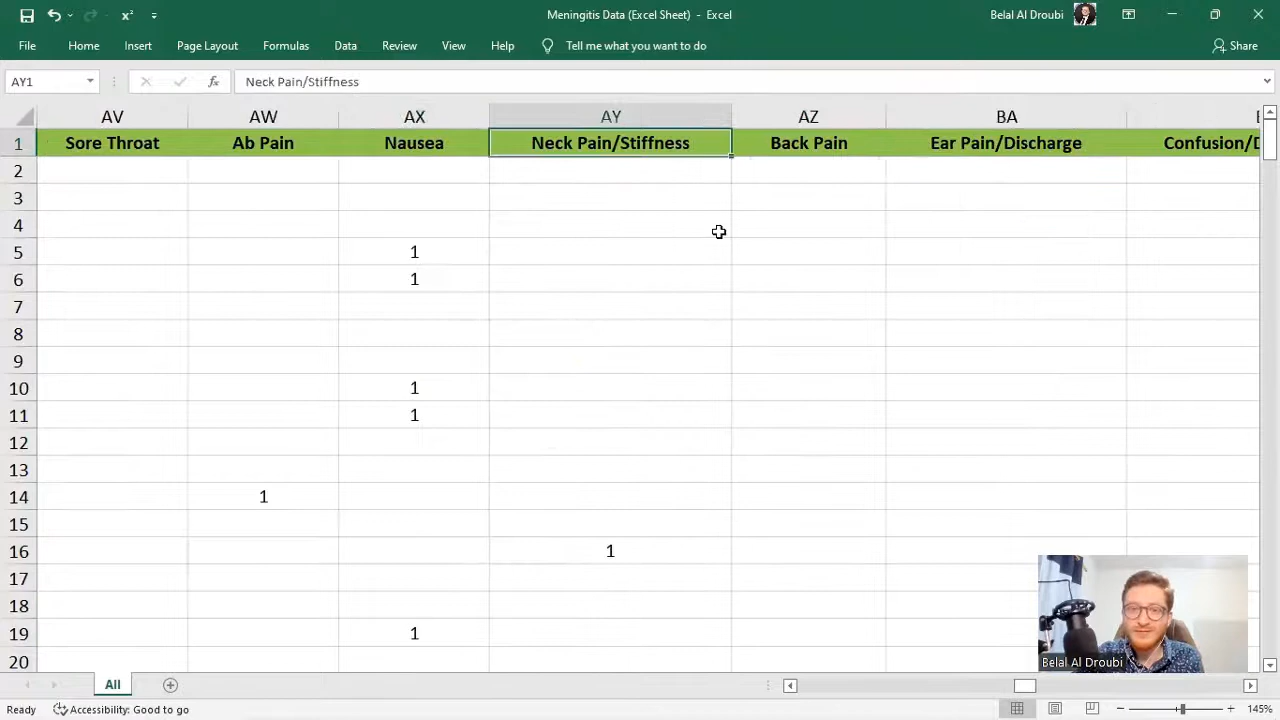 Meningitis Data (Excel Sheet) - Excel
Belal Al Droubi
File Home Insert Page Layout Formulas Data Review View Help Tell me what you want to do Share
AY1 fx Neck Pain/Stiffness
AV AW AX AY AZ BA
1 Sore Throat Ab Pain Nausea Neck Pain/Stiffness Back Pain Ear Pain/Discharge
2
3
4
5 1
6 1
7
8
9
10 1
11 1
12
13
14 1
15
16 1
17
18
19 1
20
Belal Al Droubi
All
Ready Accessibility: Good to go 145%